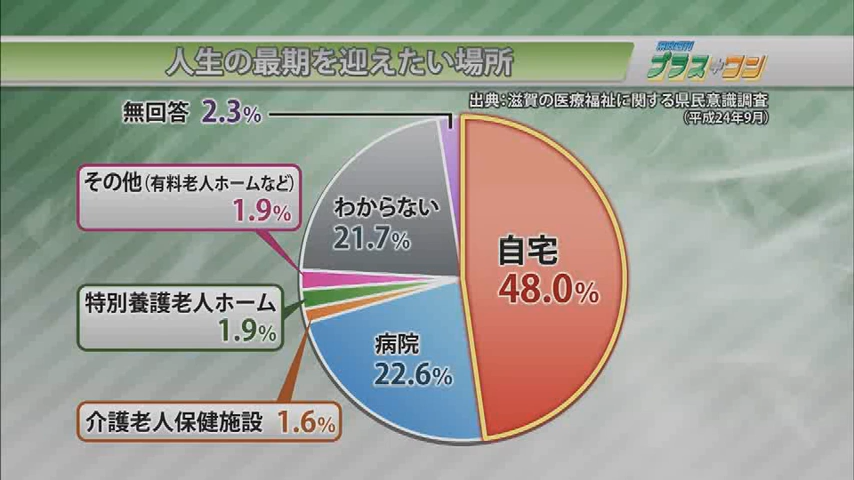 人生の最期を迎えたい場所
県政週刊
プラス+ワン
出典:滋賀の医療福祉に関する県民意識調査
(平成24年9月)
無回答 2.3%
その他(有料老人ホームなど)
1.9%
わからない
21.7%
自宅
48.0%
特別養護老人ホーム
1.9%
病院
22.6%
介護老人保健施設 1.6%